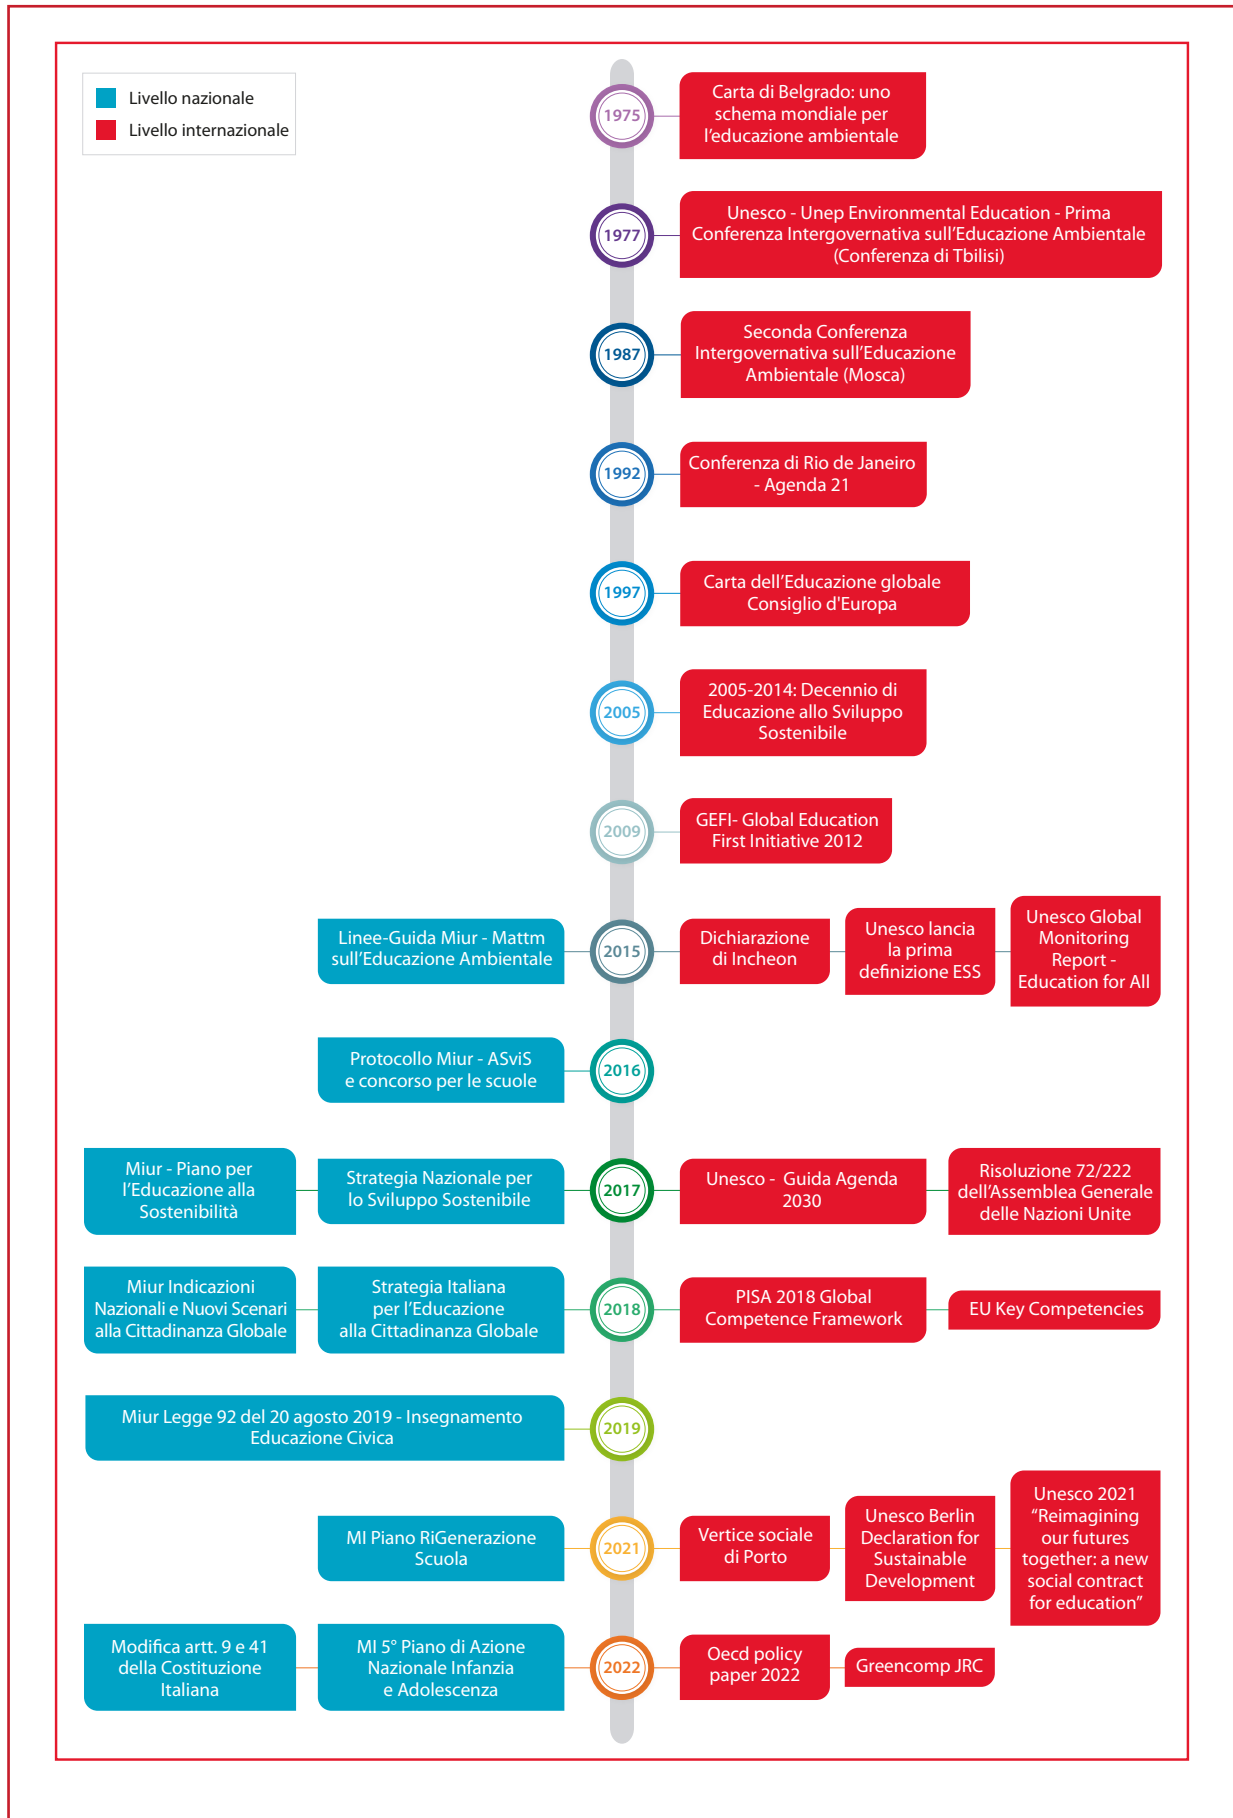 Livello nazionale
Livello internazionale
1975
Carta di Belgrado: uno
schema mondiale per
l'educazione ambientale
1977
Unesco - Unep Environmental Education - Prima
Conferenza Intergovernativa sull'Educazione Ambientale
(Conferenza di Tbilisi)
1987
Seconda Conferenza
Intergovernativa sull'Educazione
Ambientale (Mosca)
1992
Conferenza di Rio de Janeiro
- Agenda 21
1997
Carta dell'Educazione globale
Consiglio d'Europa
2005
2005-2014: Decennio di
Educazione allo Sviluppo
Sostenibile
2009
GEFI- Global Education
First Initiative 2012
Linee-Guida Miur - Mattm
sull'Educazione Ambientale
2015
Dichiarazione
di Incheon
Unesco lancia
la prima
definizione ESS
Unesco Global
Monitoring
Report -
Education for All
Protocollo Miur - ASviS
e concorso per le scuole
2016
Miur - Piano per
l'Educazione alla
Sostenibilità
Strategia Nazionale per
lo Sviluppo Sostenibile
2017
Unesco - Guida Agenda
2030
Risoluzione 72/222
dell'Assemblea Generale
delle Nazioni Unite
Miur Indicazioni
Nazionali e Nuovi Scenari
alla Cittadinanza Globale
Strategia Italiana
per l'Educazione
alla Cittadinanza Globale
2018
PISA 2018 Global
Competence Framework
EU Key Competencies
Miur Legge 92 del 20 agosto 2019 - Insegnamento
Educazione Civica
2019
MI Piano RiGenerazione
Scuola
2021
Vertice sociale
di Porto
Unesco Berlin
Declaration for
Sustainable
Development
Unesco 2021
“Reimagining
our futures
together: a new
social contract
for education”
Modifica artt. 9 e 41
della Costituzione
Italiana
MI 5° Piano di Azione
Nazionale Infanzia
e Adolescenza
2022
Oecd policy
paper 2022
Greencomp JRC